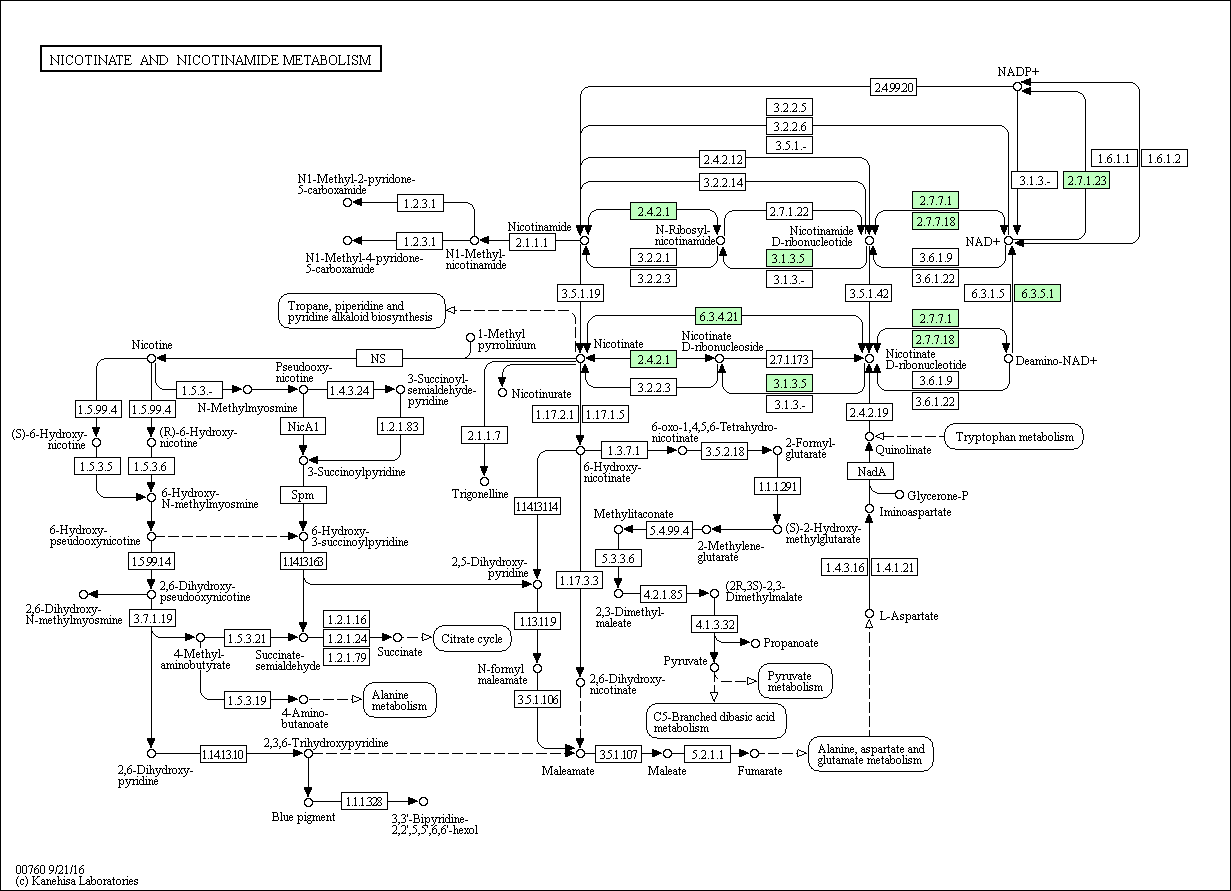 NICOTINATE AND NICOTINAMIDE METABOLISM
NADP+
2.4.99.20
3.2.2.5
3.2.2.6
3.5.1.-
2.4.2.12
3.2.2.14
1.6.1.1
1.6.1.2
3.1.3.-
2.7.1.23
N1-Methyl-2-pyridone-
5-carboxamide
1.2.3.1
1.2.3.1
N1-Methyl-4-pyridone-
5-carboxamide
N1-Methyl-
nicotinamide
2.1.1.1
Nicotinamide
2.4.2.1
N-Ribosyl-
nicotinamide
3.2.2.1
3.2.2.3
2.7.1.22
Nicotinamide
D-ribonucleotide
3.1.3.5
3.1.3.-
2.7.7.1
2.7.7.18
NAD+
3.6.1.9
3.6.1.22
3.5.1.19
3.5.1.42
6.3.1.5
6.3.5.1
Tropane, piperidine and
pyridine alkaloid biosynthesis
6.3.4.21
2.7.7.1
2.7.7.18
1-Methyl
pyrrolinium
Nicotine
NS
Nicotinate
2.4.2.1
Nicotinate
D-ribonucleoside
2.7.1.173
Nicotinate
D-ribonucleotide
Deamino-NAD+
3.2.2.3
3.1.3.5
3.1.3.-
3.6.1.9
3.6.1.22
Nicotinurate
1.5.3.-
N-Methylmyosmine
Pseudooxy-
nicotine
1.4.3.24
3-Succinoyl-
semialdehyde-
pyridine
1.5.99.4
1.5.99.4
NicA1
1.2.1.83
2.1.1.7
1.17.2.1
1.17.1.5
2.4.2.19
(S)-6-Hydroxy-
nicotine
(R)-6-Hydroxy-
nicotine
6-oxo-1,4,5,6-Tetrahydro-
nicotinate
2-Formyl-
glutarate
Quinolinate
Tryptophan metabolism
1.5.3.5
1.5.3.6
3-Succinoylpyridine
6-Hydroxy-
nicotinate
1.3.7.1
3.5.2.18
NadA
6-Hydroxy-
N-methylmyosmine
Spm
Trigonelline
1.1.1.291
Glycerone-P
Iminoaspartate
1.14.13.114
Methylitaconate
5.4.99.4
2-Methylene-
glutarate
(S)-2-Hydroxy-
methylglutarate
6-Hydroxy-
pseudooxynicotine
6-Hydroxy-
3-succinoylpyridine
1.5.99.14
1.14.13.163
2,5-Dihydroxy-
pyridine
5.3.3.6
1.4.3.16
1.4.1.21
1.17.3.3
2,6-Dihydroxy-
pseudooxynicotine
2,6-Dihydroxy-
N-methylmyosmine
2,3-Dimethyl-
maleate
4.2.1.85
(2R,3S)-2,3-
Dimethylmalate
L-Aspartate
3.7.1.19
1.13.11.9
4.1.3.32
4-Methyl-
aminobutyrate
1.5.3.21
Succinate-
semialdehyde
1.2.1.16
1.2.1.24
1.2.1.79
Succinate
Citrate cycle
Propanoate
Pyruvate
Pyruvate
metabolism
N-formyl
maleamate
2,6-Dihydroxy-
nicotinate
1.5.3.19
4-Amino-
butanoate
Alanine
metabolism
3.5.1.106
C5-Branched dibasic acid
metabolism
2,6-Dihydroxy-
pyridine
1.14.13.10
2,3,6-Trihydroxypyridine
Maleamate
3.5.1.107
Maleate
5.2.1.1
Fumarate
Alanine, aspartate and
glutamate metabolism
Blue pigment
1.1.1.328
3,3'-Bipyridine-
2,2',5,5',6,6'-hexol
00760 9/21/16
(c) Kanehisa Laboratories